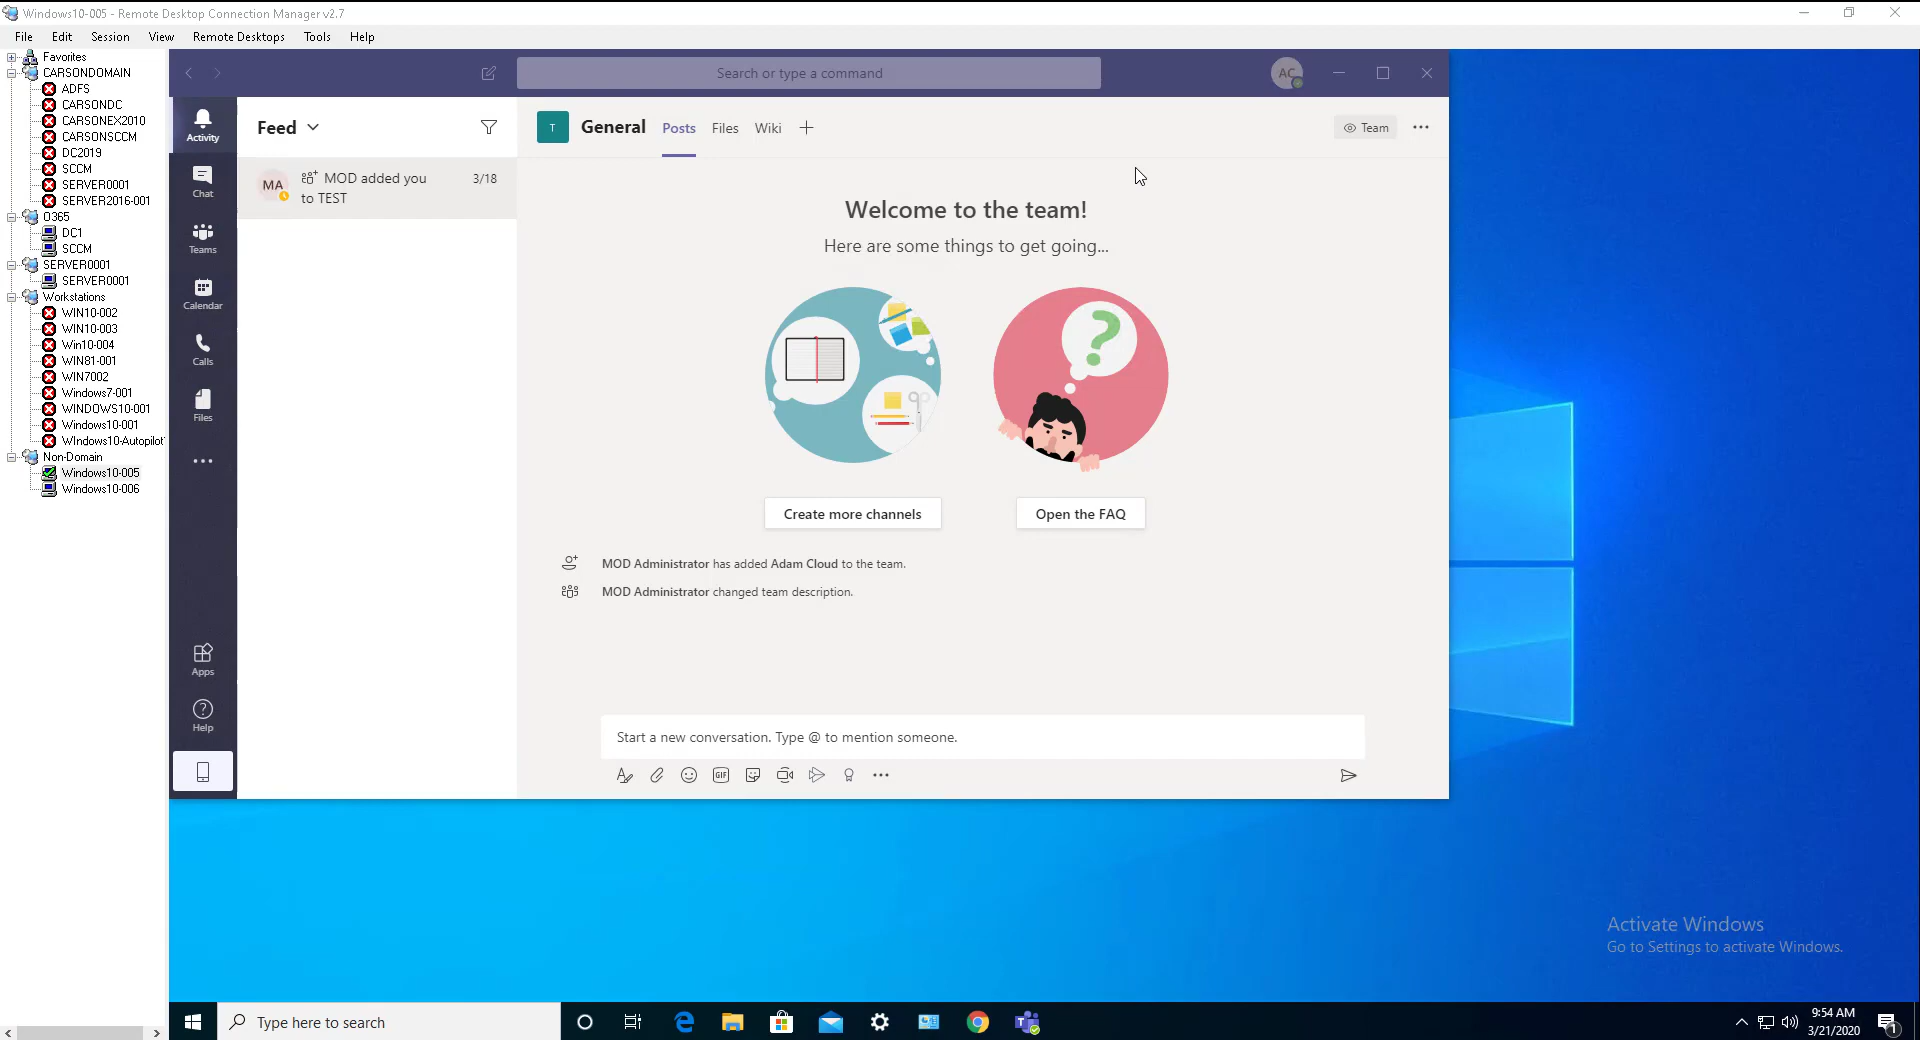 Windows10-005 - Remote Desktop Connection Manager v2.7
File Edit Session View Remote Desktops Tools Help
Favorites
CARSONDOMAIN
ADFS
CARSONDC
CARSONEX2010
CARSONSCCM
DC2019
SCCM
SERVER0001
SERVER2016-001
O365
DC1
SCCM
SERVER0001
SERVER0001
Workstations
WIN10-002
WIN10-003
Win10-004
WIN81-001
WIN7002
Windows7-001
WINDOWS10-001
Windows10-001
WIndows10-Autopilot
Non-Domain
Windows10-005
Windows10-006
Search or type a command
AC
Activity
Chat
Teams
Calendar
Calls
Files
Apps
Help
Feed
MA
MOD added you 3/18
to TEST
T General Posts Files Wiki
Team
Welcome to the team!
Here are some things to get going...
Create more channels
Open the FAQ
MOD Administrator has added Adam Cloud to the team.
MOD Administrator changed team description.
Start a new conversation. Type @ to mention someone.
GIF
Activate Windows
Go to Settings to activate Windows.
Type here to search
9:54 AM
3/21/2020
1